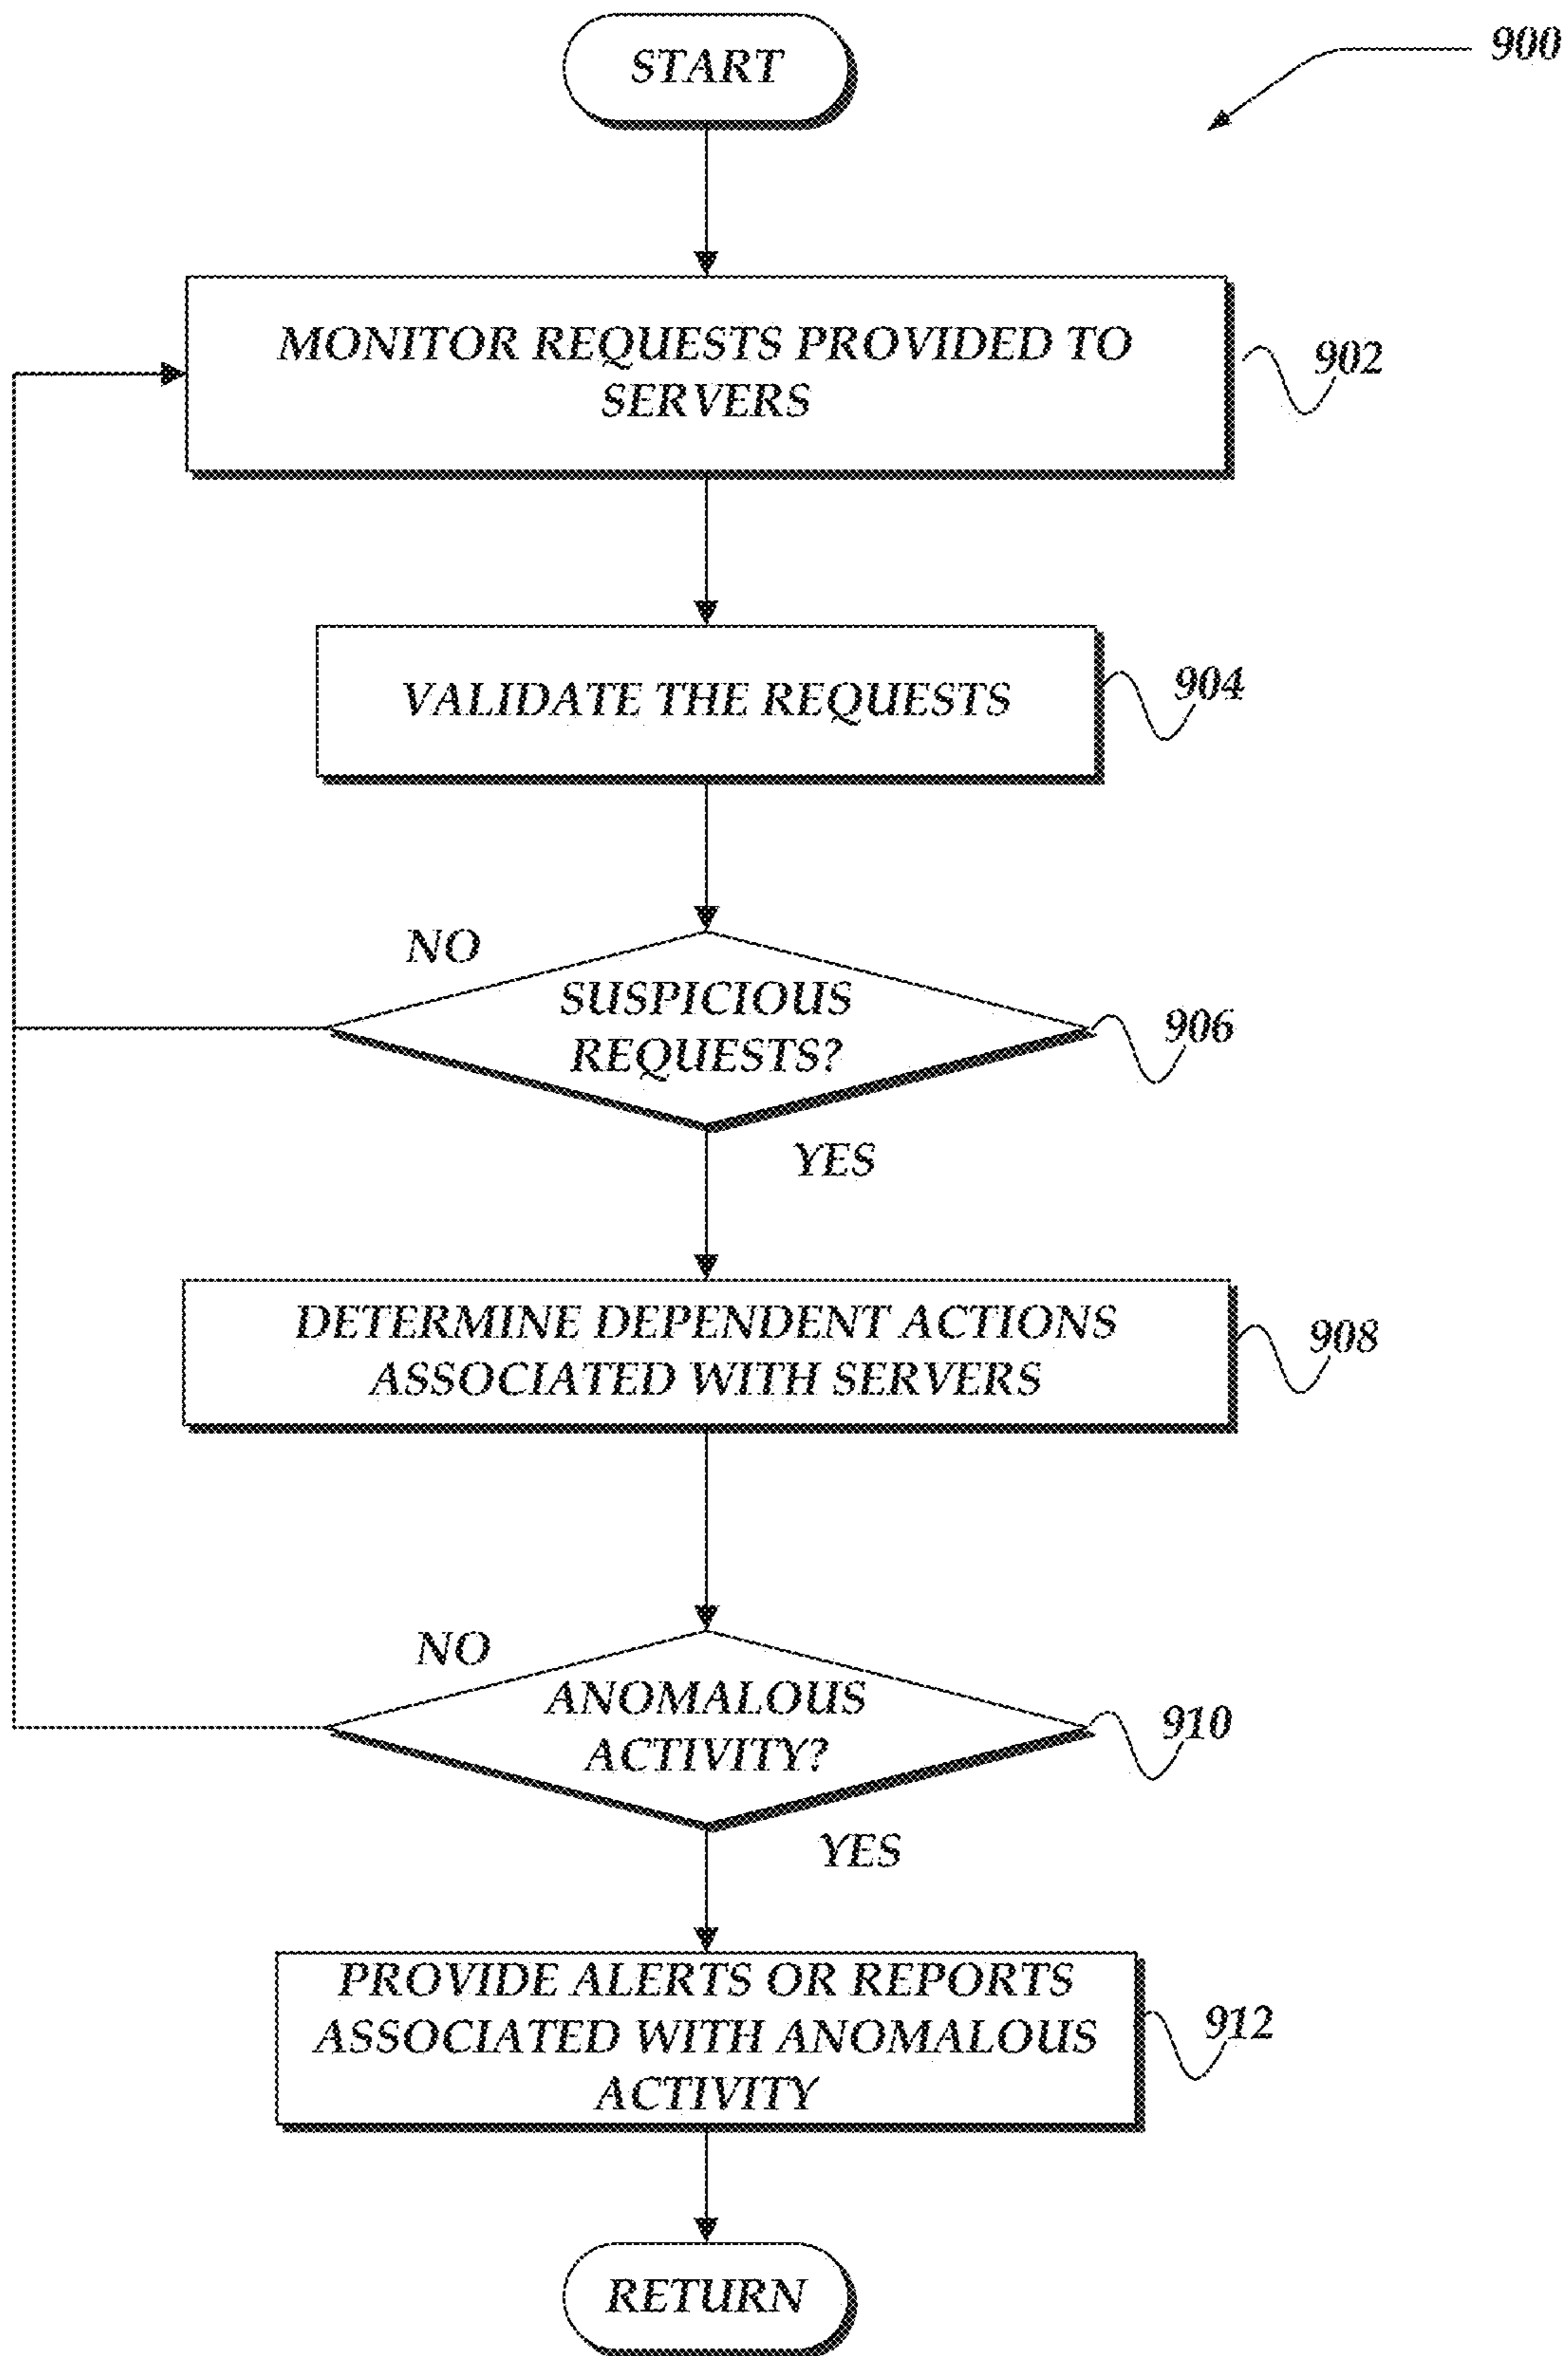 START
900
MONITOR REQUESTS PROVIDED TO
SERVERS
902
VALIDATE THE REQUESTS
904
NO
SUSPICIOUS
REQUESTS?
906
YES
DETERMINE DEPENDENT ACTIONS
ASSOCIATED WITH SERVERS
908
NO
ANOMALOUS
ACTIVITY?
910
YES
PROVIDE ALERTS OR REPORTS
ASSOCIATED WITH ANOMALOUS
ACTIVITY
912
RETURN